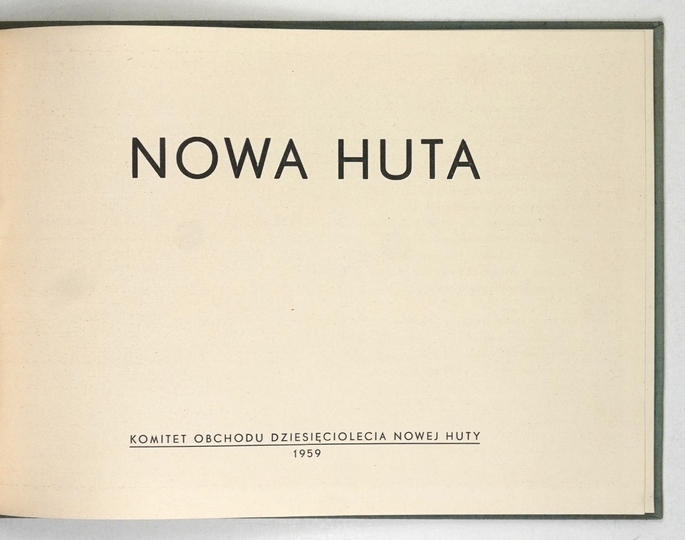 NOWA HUTA
KOMITET OBCHODU DZIESIĘCIOLECIA NOWEJ HUTY
1959